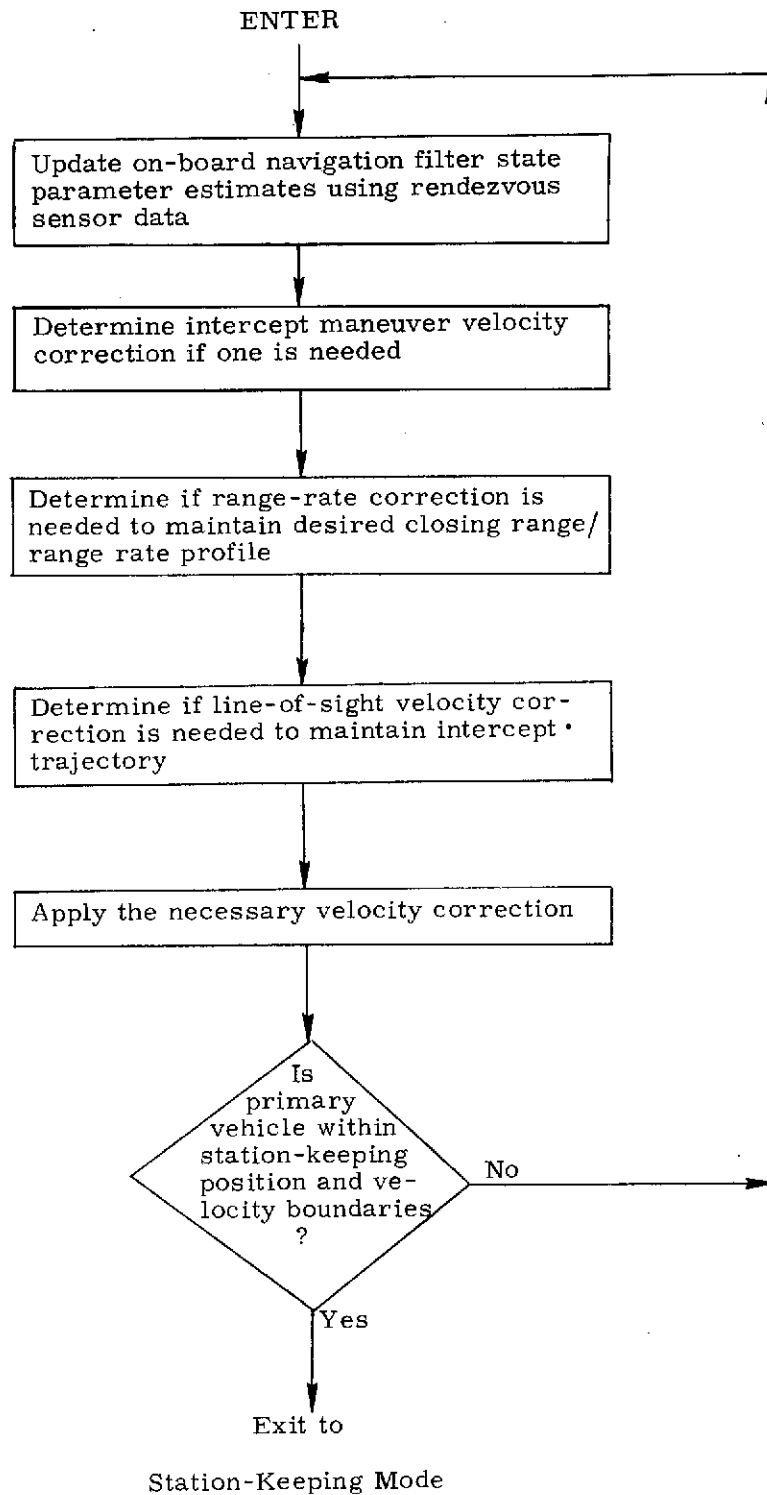 ENTER
Update on-board navigation filter state
parameter estimates using rendezvous
sensor data
Determine intercept maneuver velocity
correction if one is needed
Determine if range-rate correction is
needed to maintain desired closing range/
range rate profile
Determine if line-of-sight velocity cor-
rection is needed to maintain intercept
trajectory
Apply the necessary velocity correction
Is
primary
vehicle within
station-keeping
position and ve-
locity boundaries
?
No
Yes
Exit to
Station-Keeping Mode